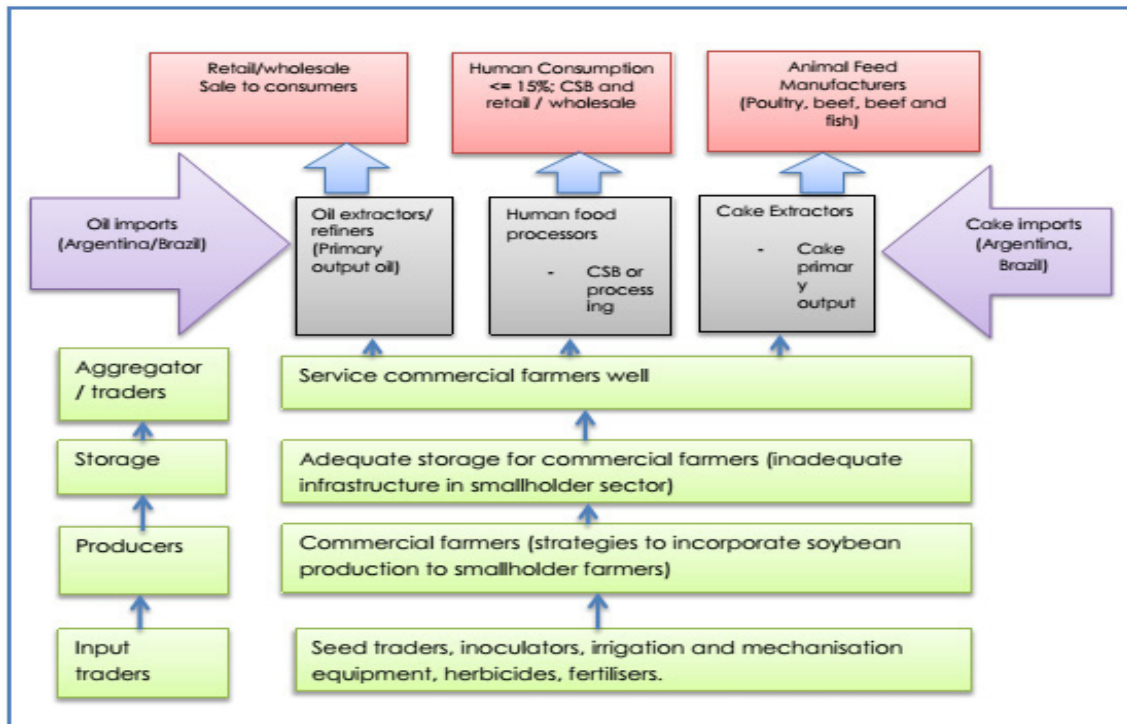 Retail/wholesale
Sale to consumers
Human Consumption
<= 15%; CSB and
retail / wholesale
Animal Feed
Manufacturers
(Poultry, beef, beef and
fish)
Oil imports
(Argentina/Brazil)
Oil extractors/
refiners
(Primary
output oil)
Human food
processors
- CSB or
process
ing
Cake Extractors
- Cake
primar
y
output
Cake imports
(Argentina,
Brazil)
Aggregator
/ traders
Service commercial farmers well
Storage
Adequate storage for commercial farmers (inadequate
infrastructure in smallholder sector)
Producers
Commercial farmers (strategies to incorporate soybean
production to smallholder farmers)
Input
traders
Seed traders, inoculators, irrigation and mechanisation
equipment, herbicides, fertilisers.